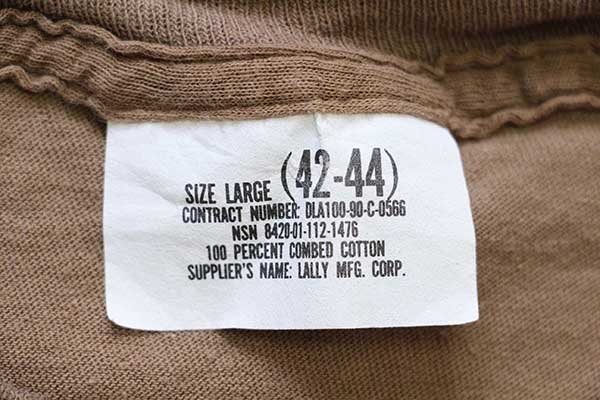 SIZE LARGE (42-44)
CONTRACT NUMBER: DLA100-90-C-0566
NSN 8420-01-112-1476
100 PERCENT COMBED COTTON
SUPPLIER'S NAME: LALLY MFG. CORP.